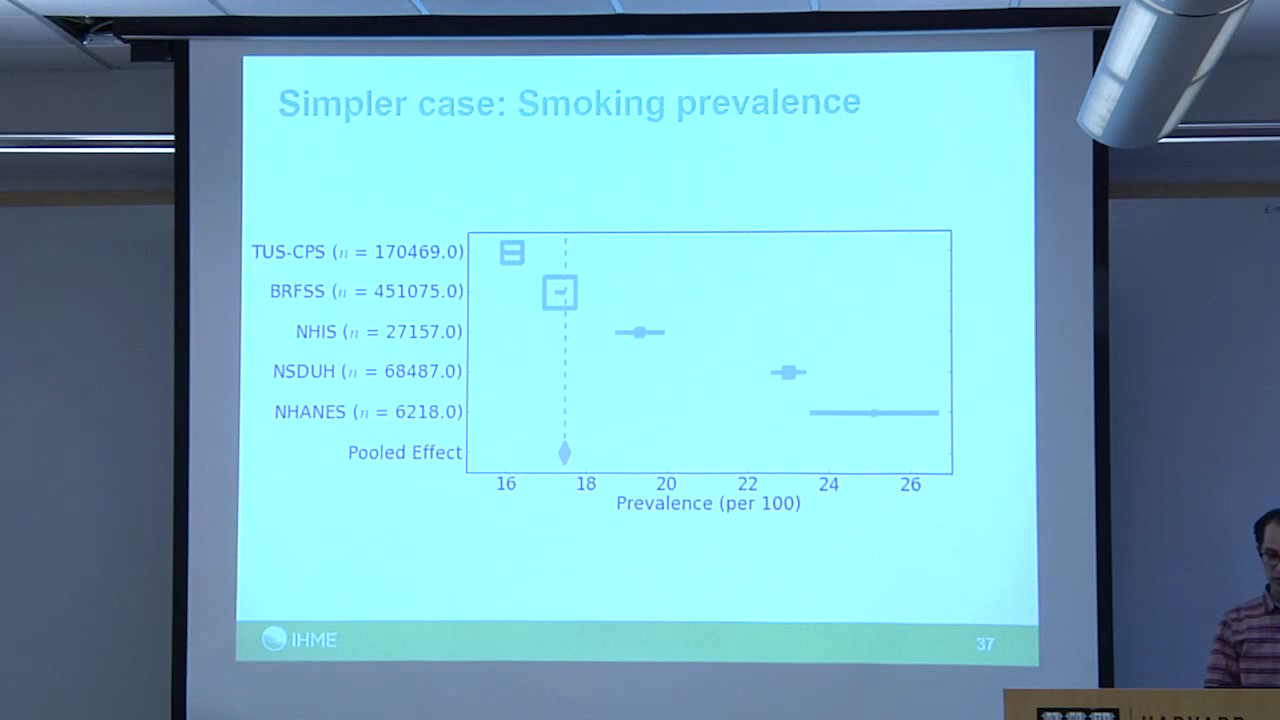 Simpler case: Smoking prevalence
TUS-CPS (n = 170469.0)
BRFSS (n = 451075.0)
NHIS (n = 27157.0)
NSDUH (n = 68487.0)
NHANES (n = 6218.0)
Pooled Effect
16 18 20 22 24 26
Prevalence (per 100)
IHME
37
HARVARD